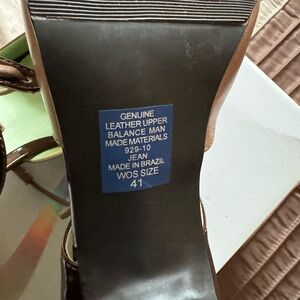 GENUINE
LEATHER UPPER
BALANCE MAN
MADE MATERIALS
929-10
JEAN
MADE IN BRAZIL
WOS SIZE
41